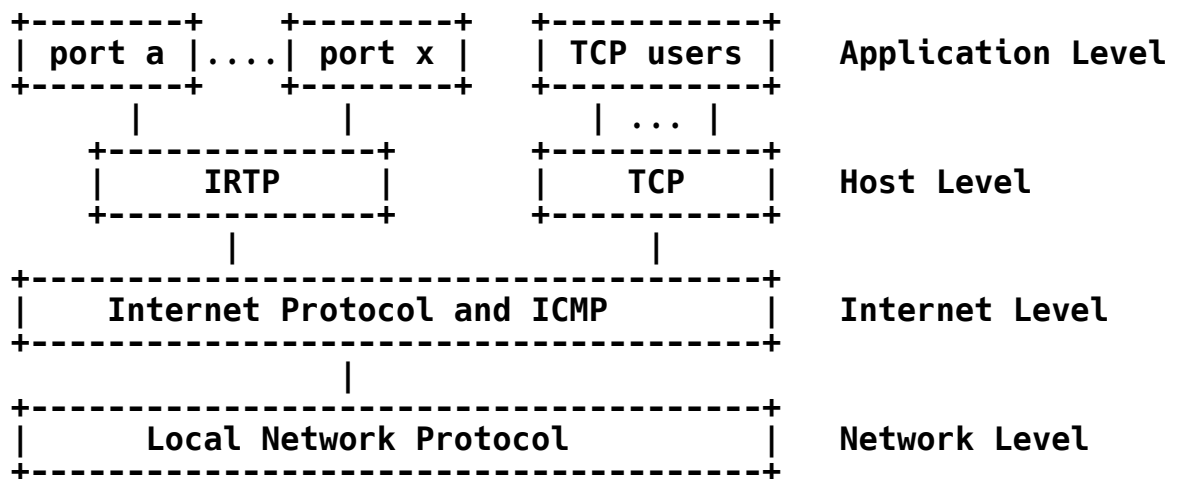 +--------+    +--------+   +-----------+
| port a |....| port x |   | TCP users |   Application Level
+--------+    +--------+   +-----------+
      |          |            | ... |
    +--------------+       +-----------+
    |     IRTP     |       |    TCP    |   Host Level
    +--------------+       +-----------+
           |                     |
+--------------------------------------+
|    Internet Protocol and ICMP        |   Internet Level
+--------------------------------------+
                 |
+--------------------------------------+
|      Local Network Protocol          |   Network Level
+--------------------------------------+